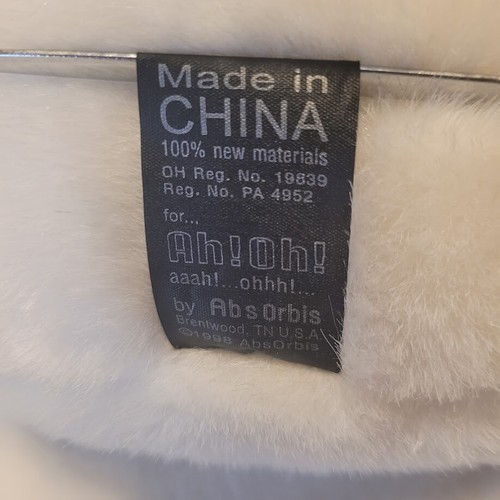 Made in
CHINA
100% new materials
OH Reg. No. 19839
Reg. No. PA 4952
for...
Ah!Oh!
aaah!...ohhh!...
by AbsOrbis
Brentwood, TN U.S.A.
©1998 AbsOrbis